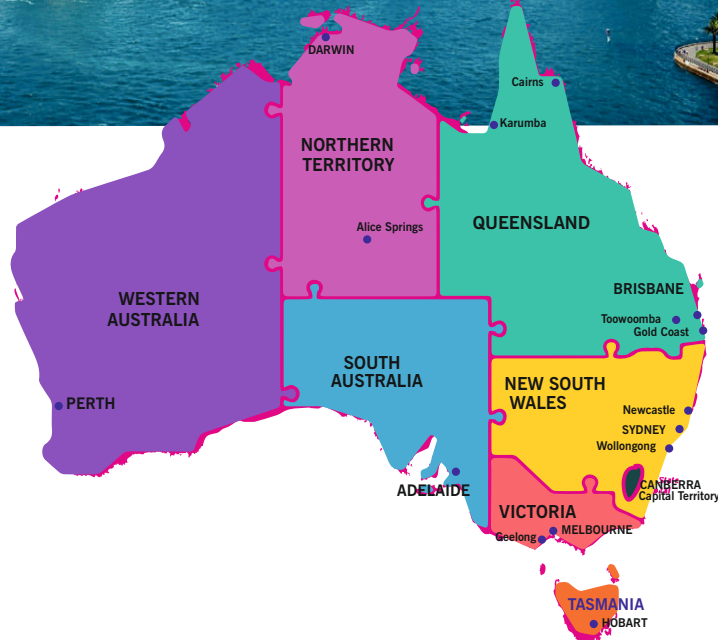 DARWIN
Cairns
Karumba
NORTHERN
TERRITORY
Alice Springs
QUEENSLAND
WESTERN
AUSTRALIA
BRISBANE
Toowoomba
Gold Coast
SOUTH
AUSTRALIA
NEW SOUTH
WALES
PERTH
Newcastle
SYDNEY
Wollongong
ADELAIDE
CANBERRA
Capital Territory
VICTORIA
MELBOURNE
Geelong
TASMANIA
HOBART